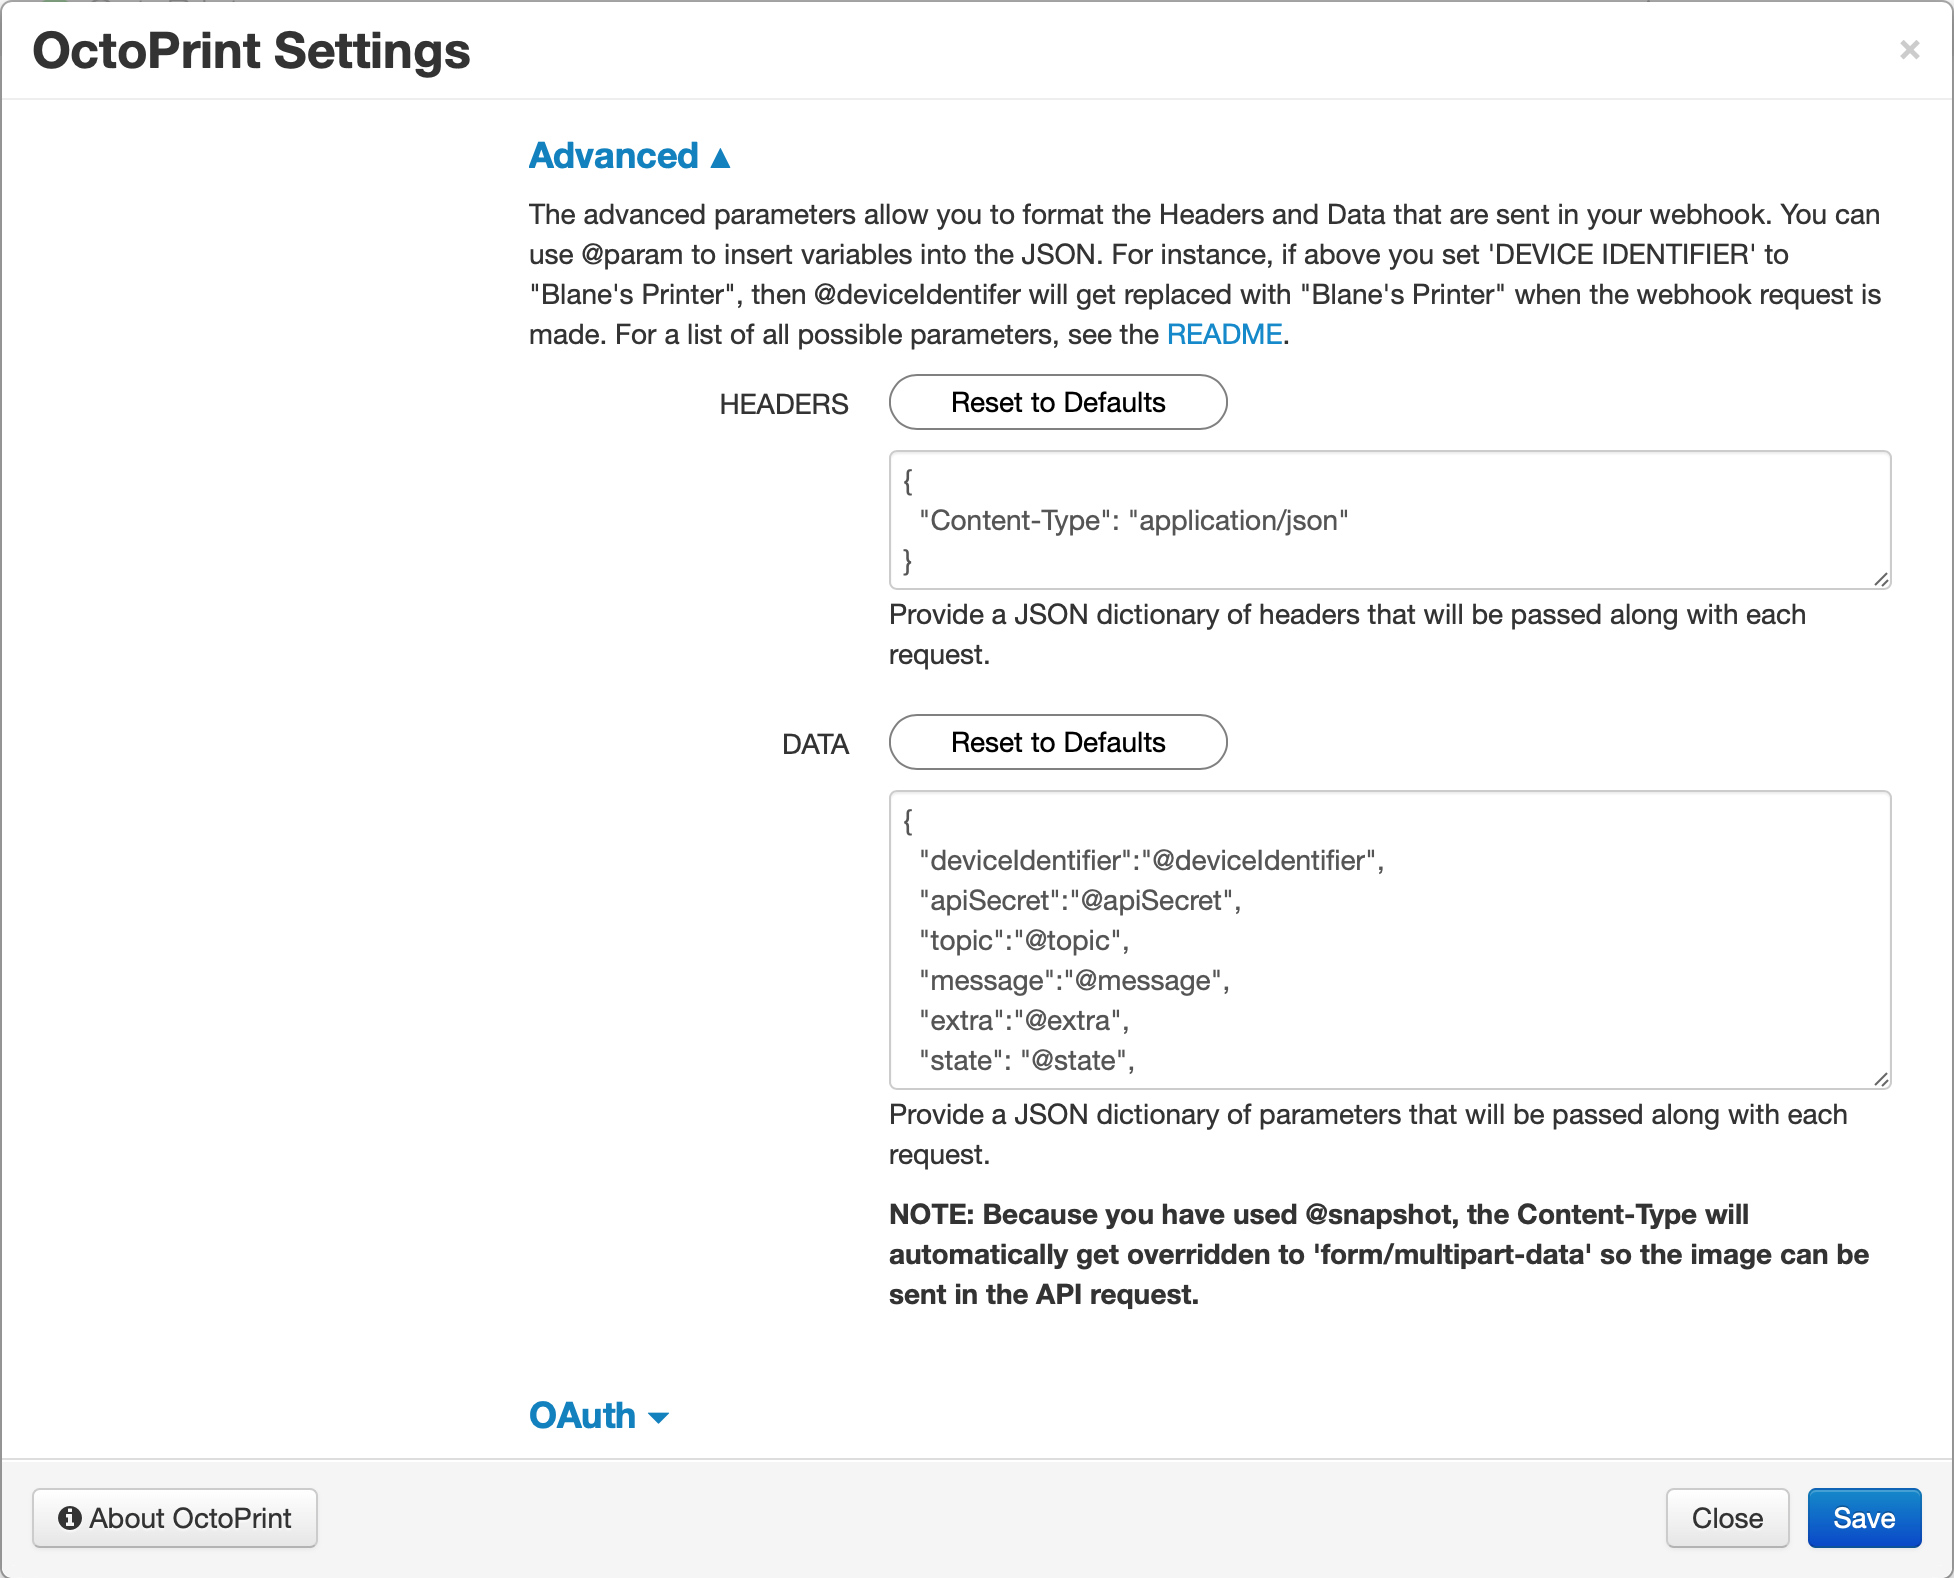 OctoPrint Settings
×
Advanced ▲
The advanced parameters allow you to format the Headers and Data that are sent in your webhook. You can
use @param to insert variables into the JSON. For instance, if above you set 'DEVICE IDENTIFIER' to
"Blane's Printer", then @deviceIdentifer will get replaced with "Blane's Printer" when the webhook request is
made. For a list of all possible parameters, see the README.
HEADERS
Reset to Defaults
{
"Content-Type": "application/json"
}
Provide a JSON dictionary of headers that will be passed along with each
request.
DATA
Reset to Defaults
{
"deviceIdentifier":"@deviceIdentifier",
"apiSecret":"@apiSecret",
"topic":"@topic",
"message":"@message",
"extra":"@extra",
"state": "@state",
Provide a JSON dictionary of parameters that will be passed along with each
request.
NOTE: Because you have used @snapshot, the Content-Type will
automatically get overridden to 'form/multipart-data' so the image can be
sent in the API request.
OAuth
About OctoPrint
Close
Save